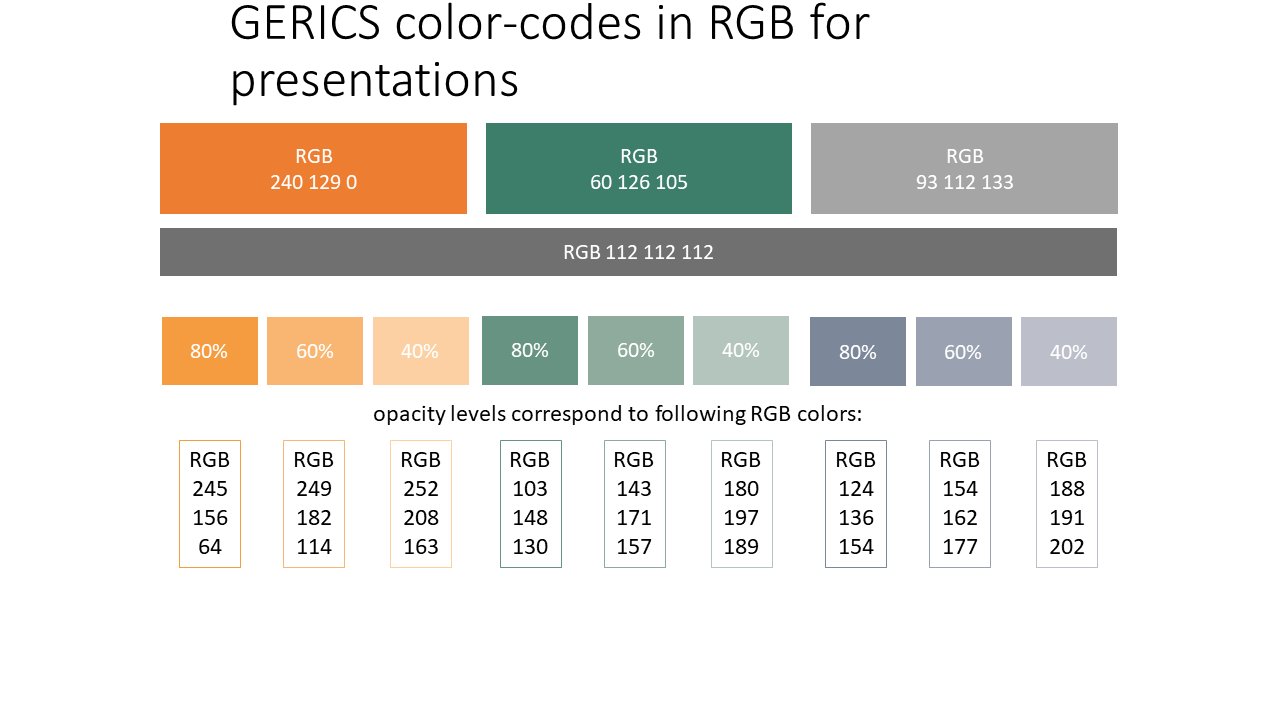 GERICS color-codes in RGB for
presentations
RGB
240 129 0
RGB
60 126 105
RGB
93 112 133
RGB 112 112 112
80%
60%
40%
80%
60%
40%
80%
60%
40%
opacity levels correspond to following RGB colors:
RGB
245
156
64
RGB
249
182
114
RGB
252
208
163
RGB
103
148
130
RGB
143
171
157
RGB
180
197
189
RGB
124
136
154
RGB
154
162
177
RGB
188
191
202